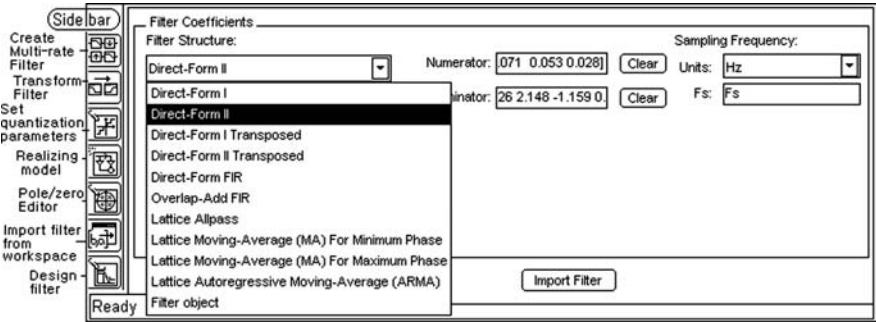 Side bar
Create
Multi-rate
Filter
Transform
Filter
Set
quantization
parameters
Realizing
model
Pole/zero
Editor
Import filter
from
workspace
Design
filter
Filter Coefficients
Filter Structure:
Direct-Form II
Direct-Form I
Direct-Form II
Direct-Form I Transposed
Direct-Form II Transposed
Direct-Form FIR
Overlap-Add FIR
Lattice Allpass
Lattice Moving-Average (MA) For Minimum Phase
Lattice Moving-Average (MA) For Maximum Phase
Lattice Autoregressive Moving-Average (ARMA)
Filter object
Numerator: .071 0.053 0.028] Clear
minator: 26 2.148 -1.159 0. Clear
Sampling Frequency:
Units: Hz
Fs: Fs
Import Filter
Ready